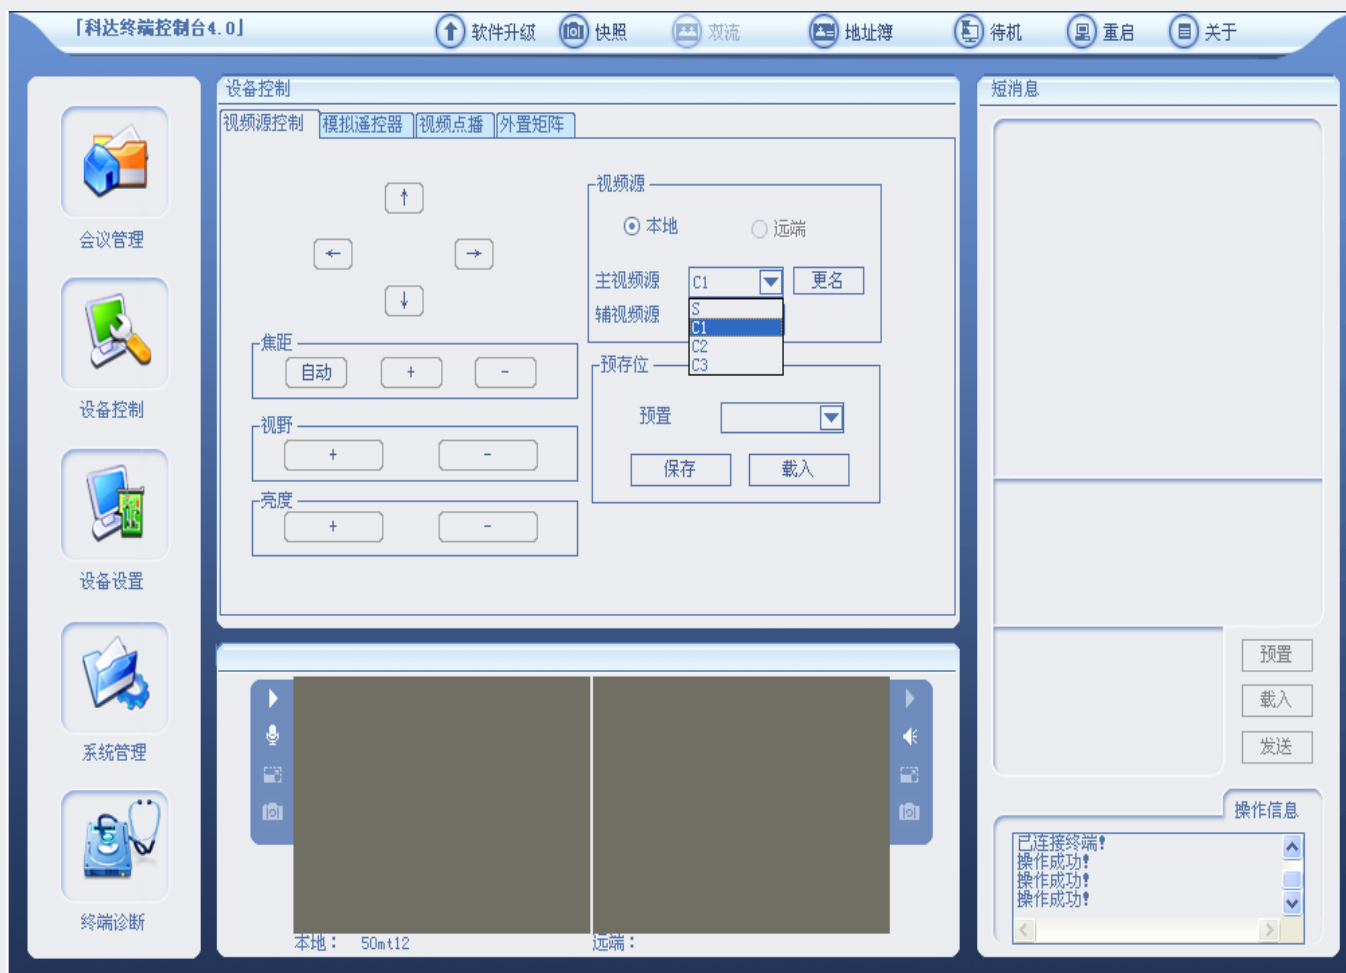 「科达终端控制台4.0」
软件升级 快照 双流 地址簿 待机 重启 关于
会议管理
设备控制
设备设置
系统管理
终端诊断
设备控制
视频源控制 模拟遥控器 视频点播 外置矩阵
↑
← →
↓
焦距
自动 + -
视野
+ -
亮度
+ -
视频源
本地 远端
主视频源 C1 更名
辅视频源
S
C1
C2
C3
预存位
预置
保存 载入
本地： 50mt12 远端：
短消息
预置
载入
发送
操作信息
已连接终端!
操作成功!
操作成功!
操作成功!